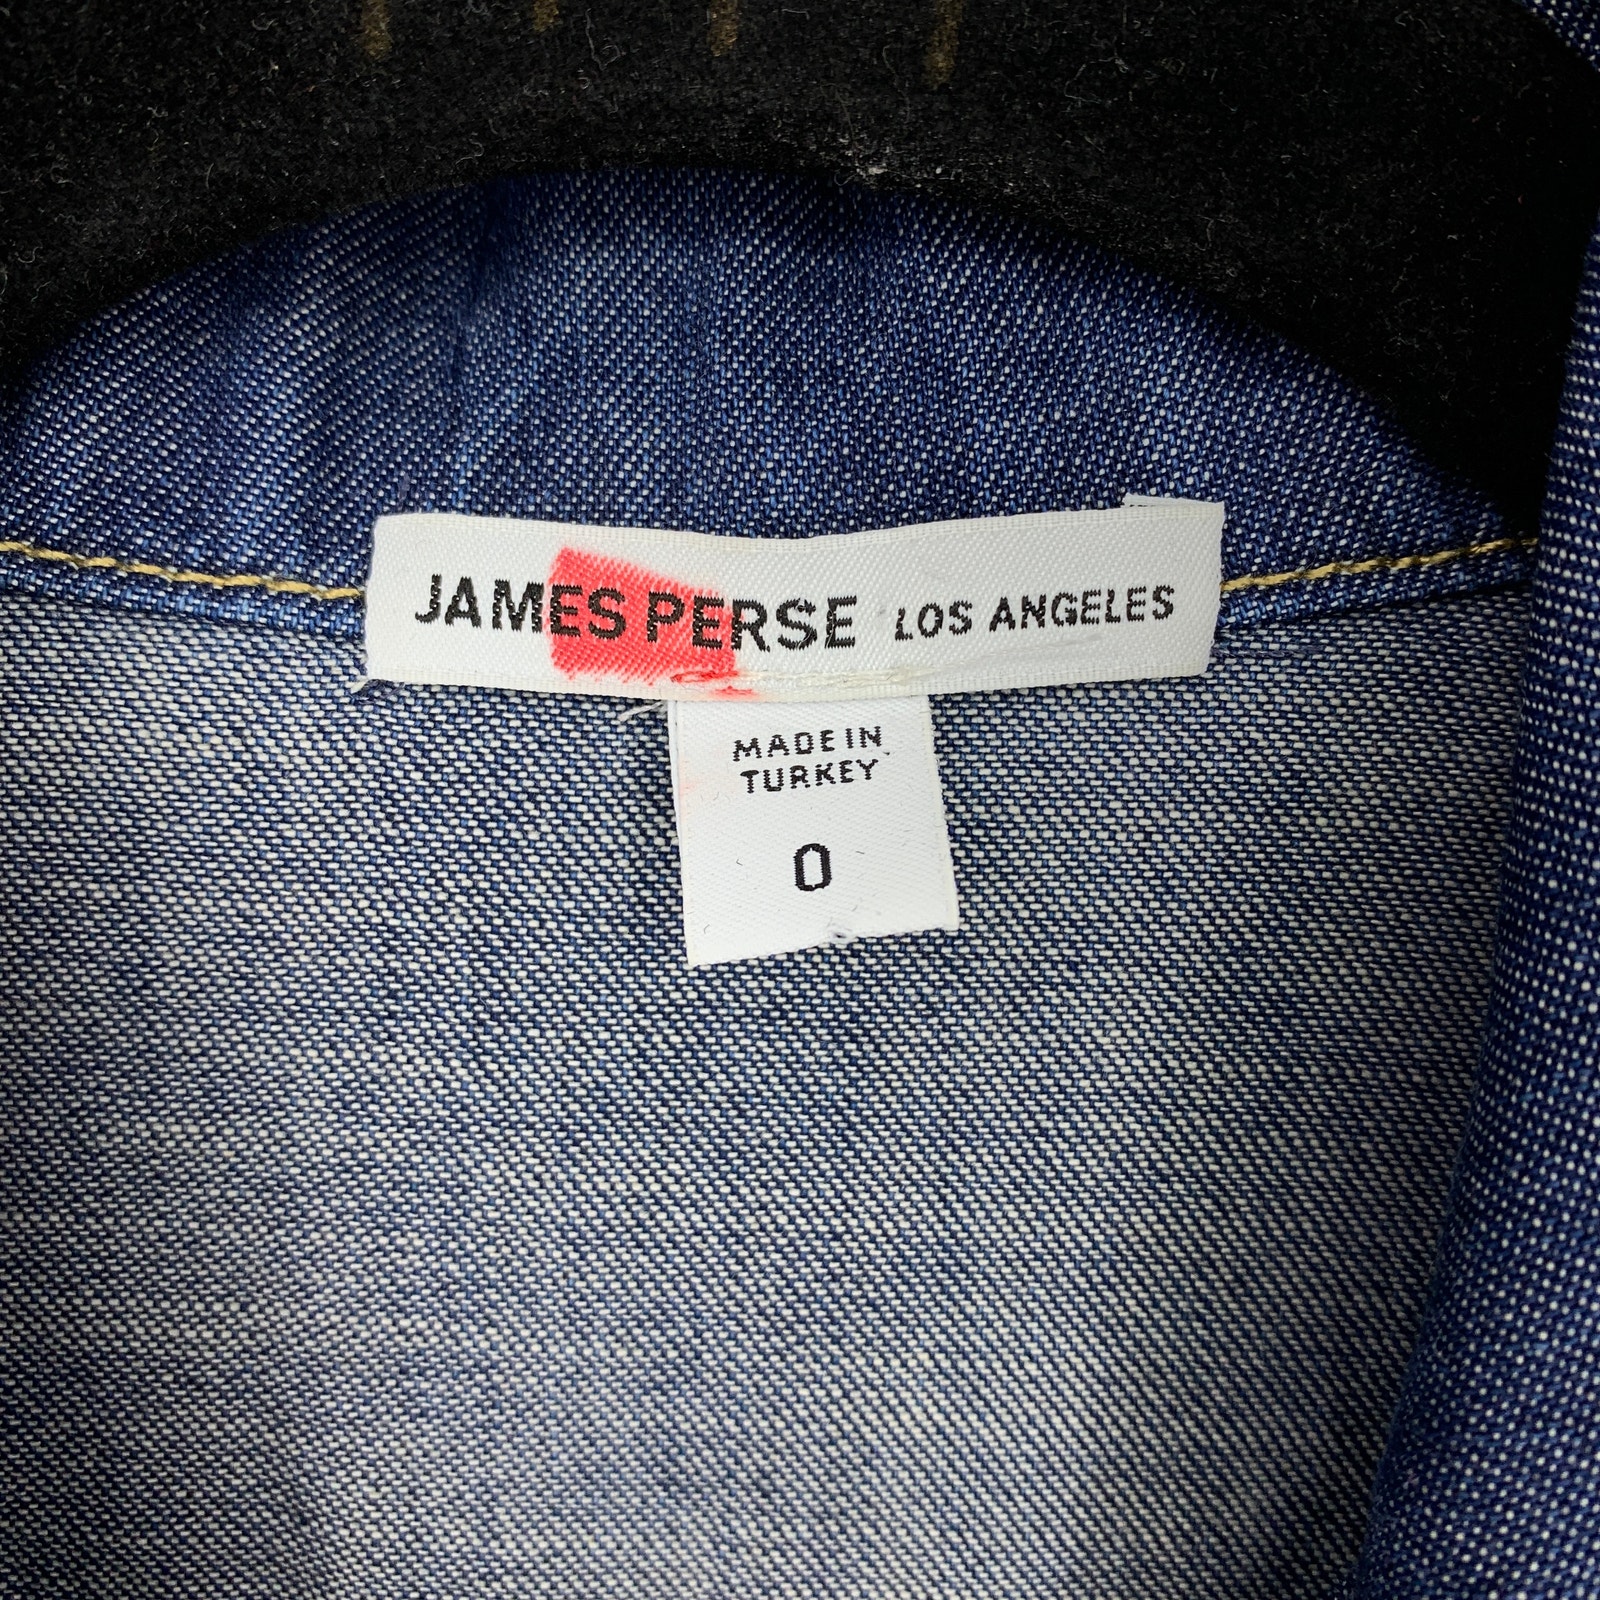 JAMES PERSE LOS ANGELES
MADE IN
TURKEY
0